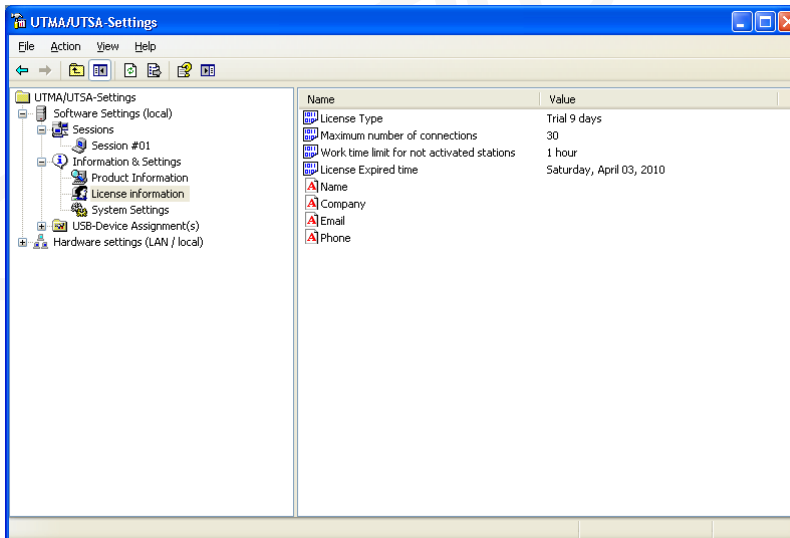 UTMA/UTSA-Settings
File Action View Help
UTMA/UTSA-Settings
Software Settings (local)
Sessions
Session #01
Information & Settings
Product Information
License information
System Settings
USB-Device Assignment(s)
Hardware settings (LAN / local)
Name Value
License Type Trial 9 days
Maximum number of connections 30
Work time limit for not activated stations 1 hour
License Expired time Saturday, April 03, 2010
Name
Company
Email
Phone